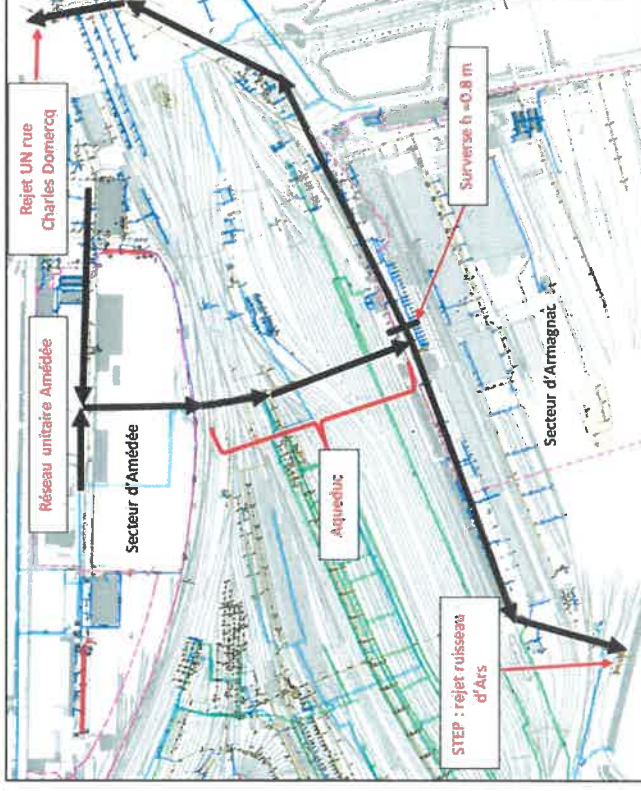 Réseau unitaire Amédée
Rejet UN rue
Charles Domercq
Secteur d'Amédée
Aqueduc
STEP : rejet ruisseau
d'Ars
Surverse h =0.8 m
Secteur d'Armagnac